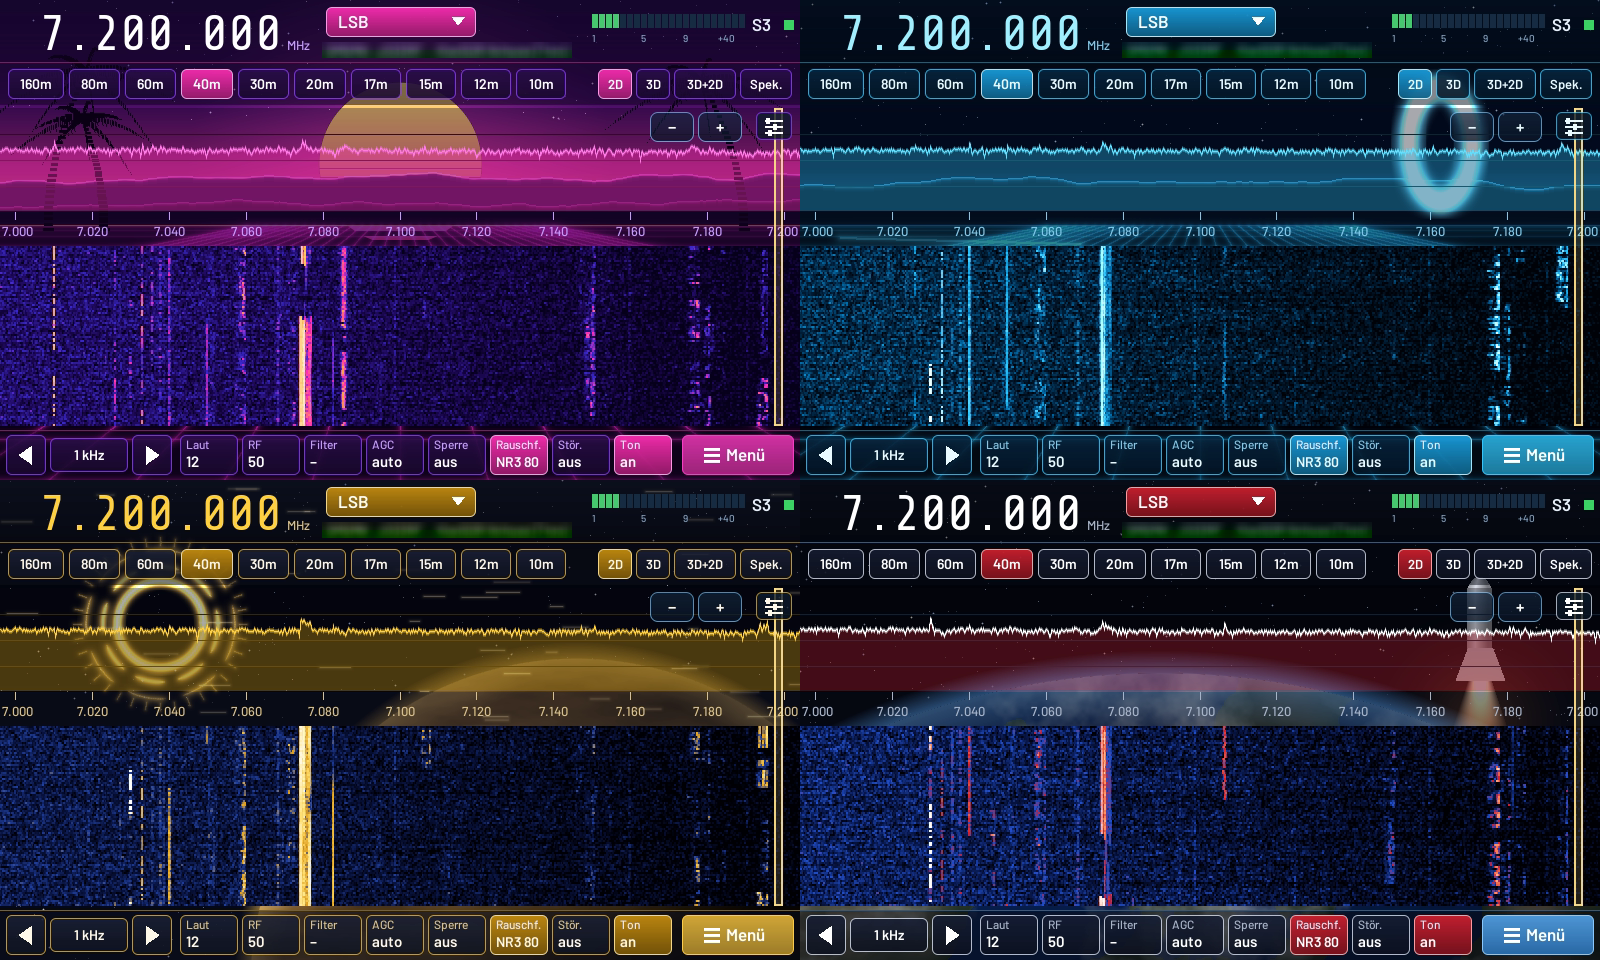 7.200.000 MHz LSB S3
1 5 9 +40
160m 80m 60m 40m 30m 20m 17m 15m 12m 10m 2D 3D 3D+2D Spek.
− +
7.000 7.020 7.040 7.060 7.080 7.100 7.120 7.140 7.160 7.180 7.200
1 kHz Laut 12 RF 50 Filter – AGC auto Sperre aus Rauschf. NR3 80 Stör. aus Ton an Menü
7.200.000 MHz LSB S3
1 5 9 +40
160m 80m 60m 40m 30m 20m 17m 15m 12m 10m 2D 3D 3D+2D Spek.
− +
7.000 7.020 7.040 7.060 7.080 7.100 7.120 7.140 7.160 7.180 7.200
1 kHz Laut 12 RF 50 Filter – AGC auto Sperre aus Rauschf. NR3 80 Stör. aus Ton an Menü
7.200.000 MHz LSB S3
1 5 9 +40
160m 80m 60m 40m 30m 20m 17m 15m 12m 10m 2D 3D 3D+2D Spek.
− +
7.000 7.020 7.040 7.060 7.080 7.100 7.120 7.140 7.160 7.180 7.200
1 kHz Laut 12 RF 50 Filter – AGC auto Sperre aus Rauschf. NR3 80 Stör. aus Ton an Menü
7.200.000 MHz LSB S3
1 5 9 +40
160m 80m 60m 40m 30m 20m 17m 15m 12m 10m 2D 3D 3D+2D Spek.
− +
7.000 7.020 7.040 7.060 7.080 7.100 7.120 7.140 7.160 7.180 7.200
1 kHz Laut 12 RF 50 Filter – AGC auto Sperre aus Rauschf. NR3 80 Stör. aus Ton an Menü